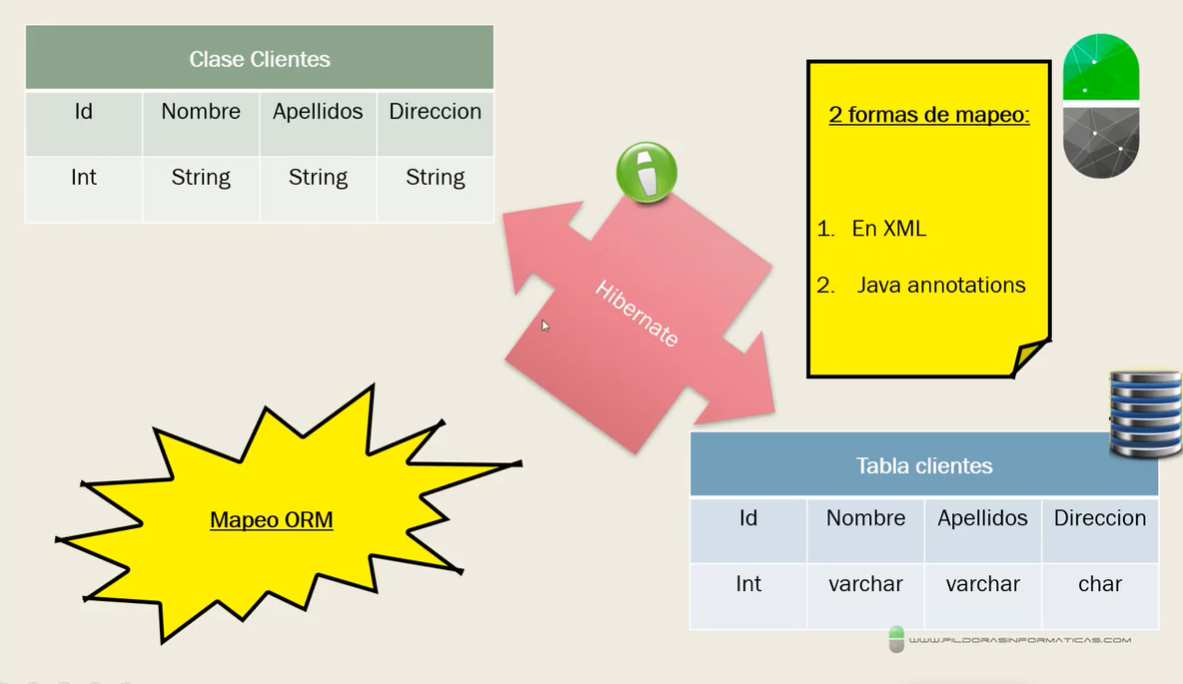 Clase Clientes
Id Nombre Apellidos Direccion
Int String String String
2 formas de mapeo:
1. En XML
2. Java annotations
Hibernate
Mapeo ORM
Tabla clientes
Id Nombre Apellidos Direccion
Int varchar varchar char
WWW.PILDORASINFORMATICAS.COM